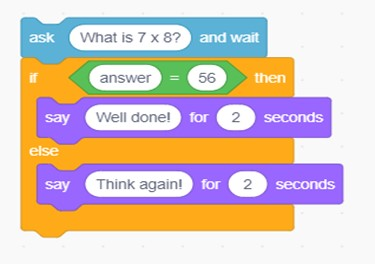 ask What is 7 x 8? and wait
if answer = 56 then
say Well done! for 2 seconds
else
say Think again! for 2 seconds